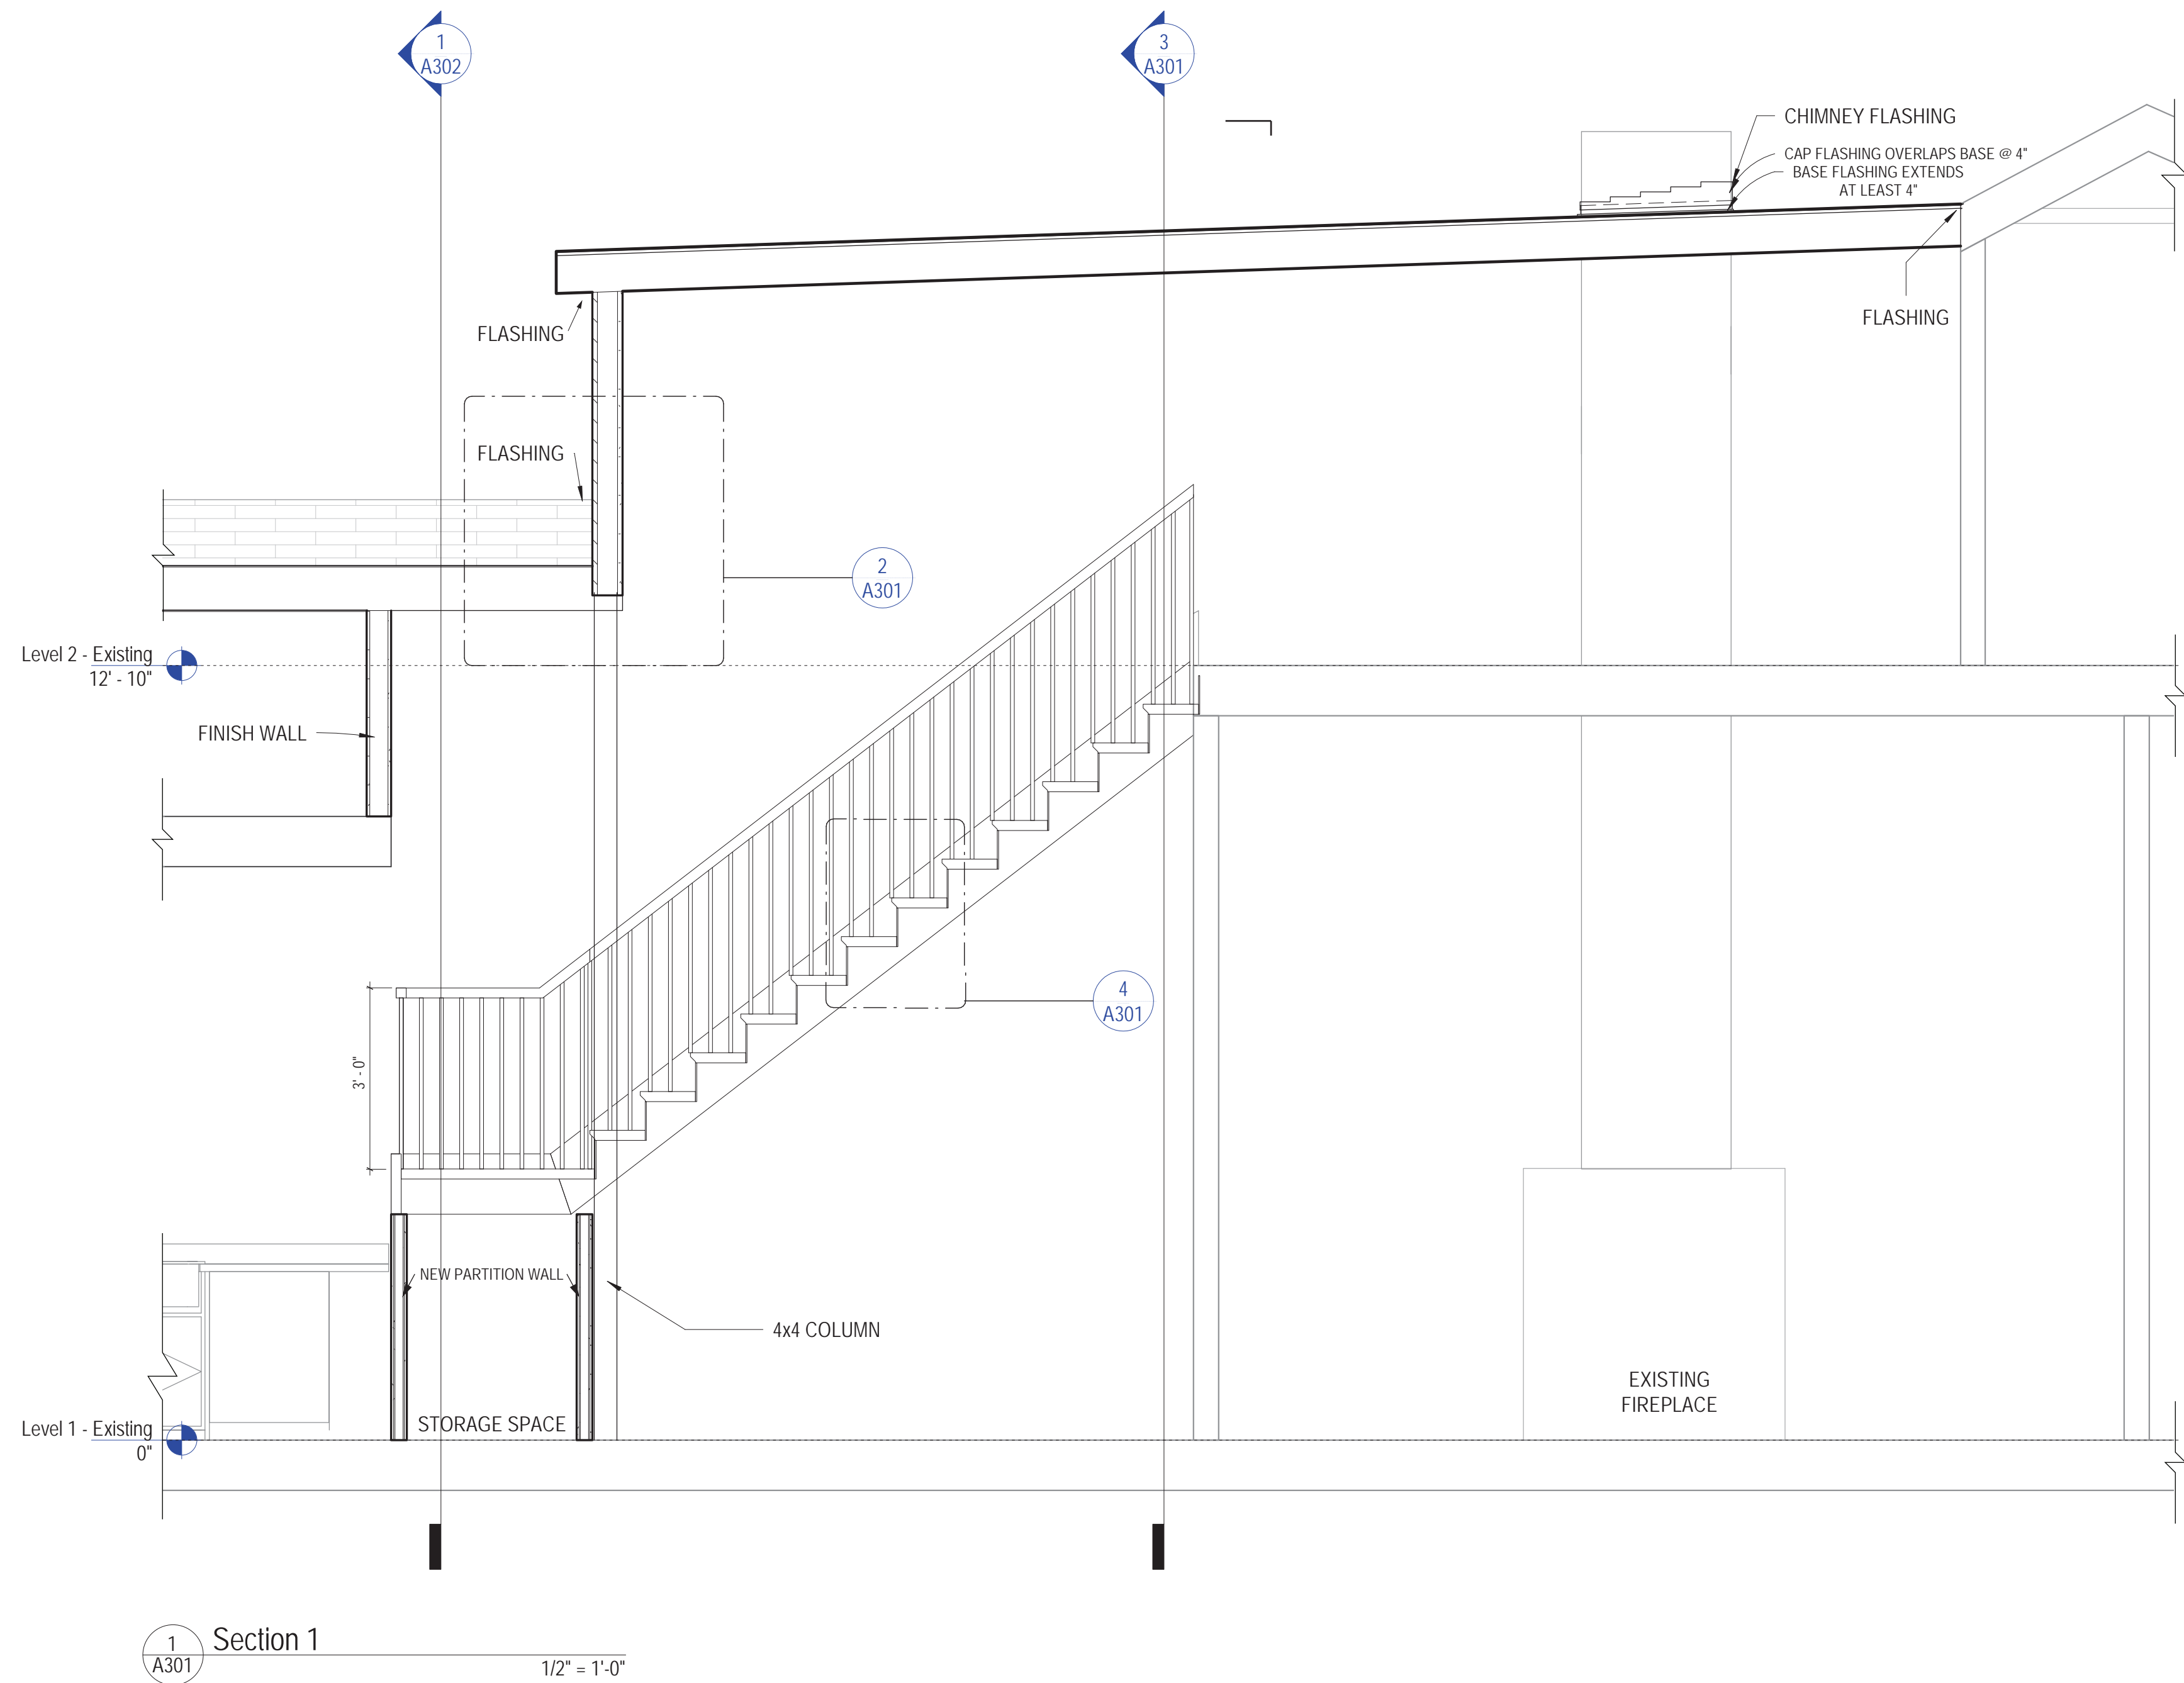 1
A302
3
A301
CHIMNEY FLASHING
CAP FLASHING OVERLAPS BASE @ 4"
BASE FLASHING EXTENDS
AT LEAST 4"
FLASHING
FLASHING
FLASHING
2
A301
Level 2 - Existing
12' - 10"
FINISH WALL
4
A301
3' - 0"
NEW PARTITION WALL
4x4 COLUMN
EXISTING
FIREPLACE
STORAGE SPACE
Level 1 - Existing
0"
1
A301
Section 1
1/2" = 1'-0"